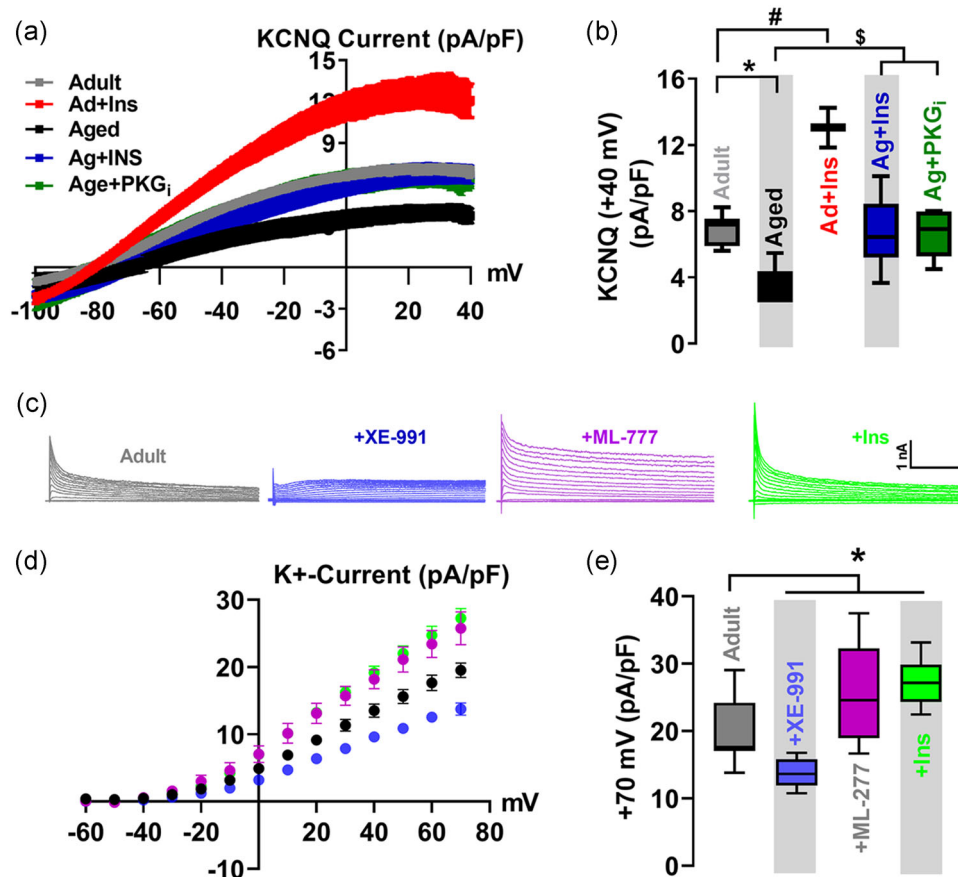 (a)
KCNQ Current (pA/pF)
Adult
Ad+Ins
Aged
Ag+INS
Age+PKGi
15
12
9
-3
-6
mV
-100 -80 -60 -40 -20 20 40
(b)
KCNQ (+40 mV)
(pA/pF)
16
12
8
4
0
#
*
$
Adult
Aged
Ad+Ins
Ag+Ins
Ag+PKGi
(c)
Adult
+XE-991
+ML-777
+Ins
1 nA
(d)
K+-Current (pA/pF)
30
20
10
-10
mV
-60 -40 -20 20 40 60 80
(e)
+70 mV (pA/pF)
40
30
20
10
0
*
Adult
+XE-991
+ML-277
+Ins